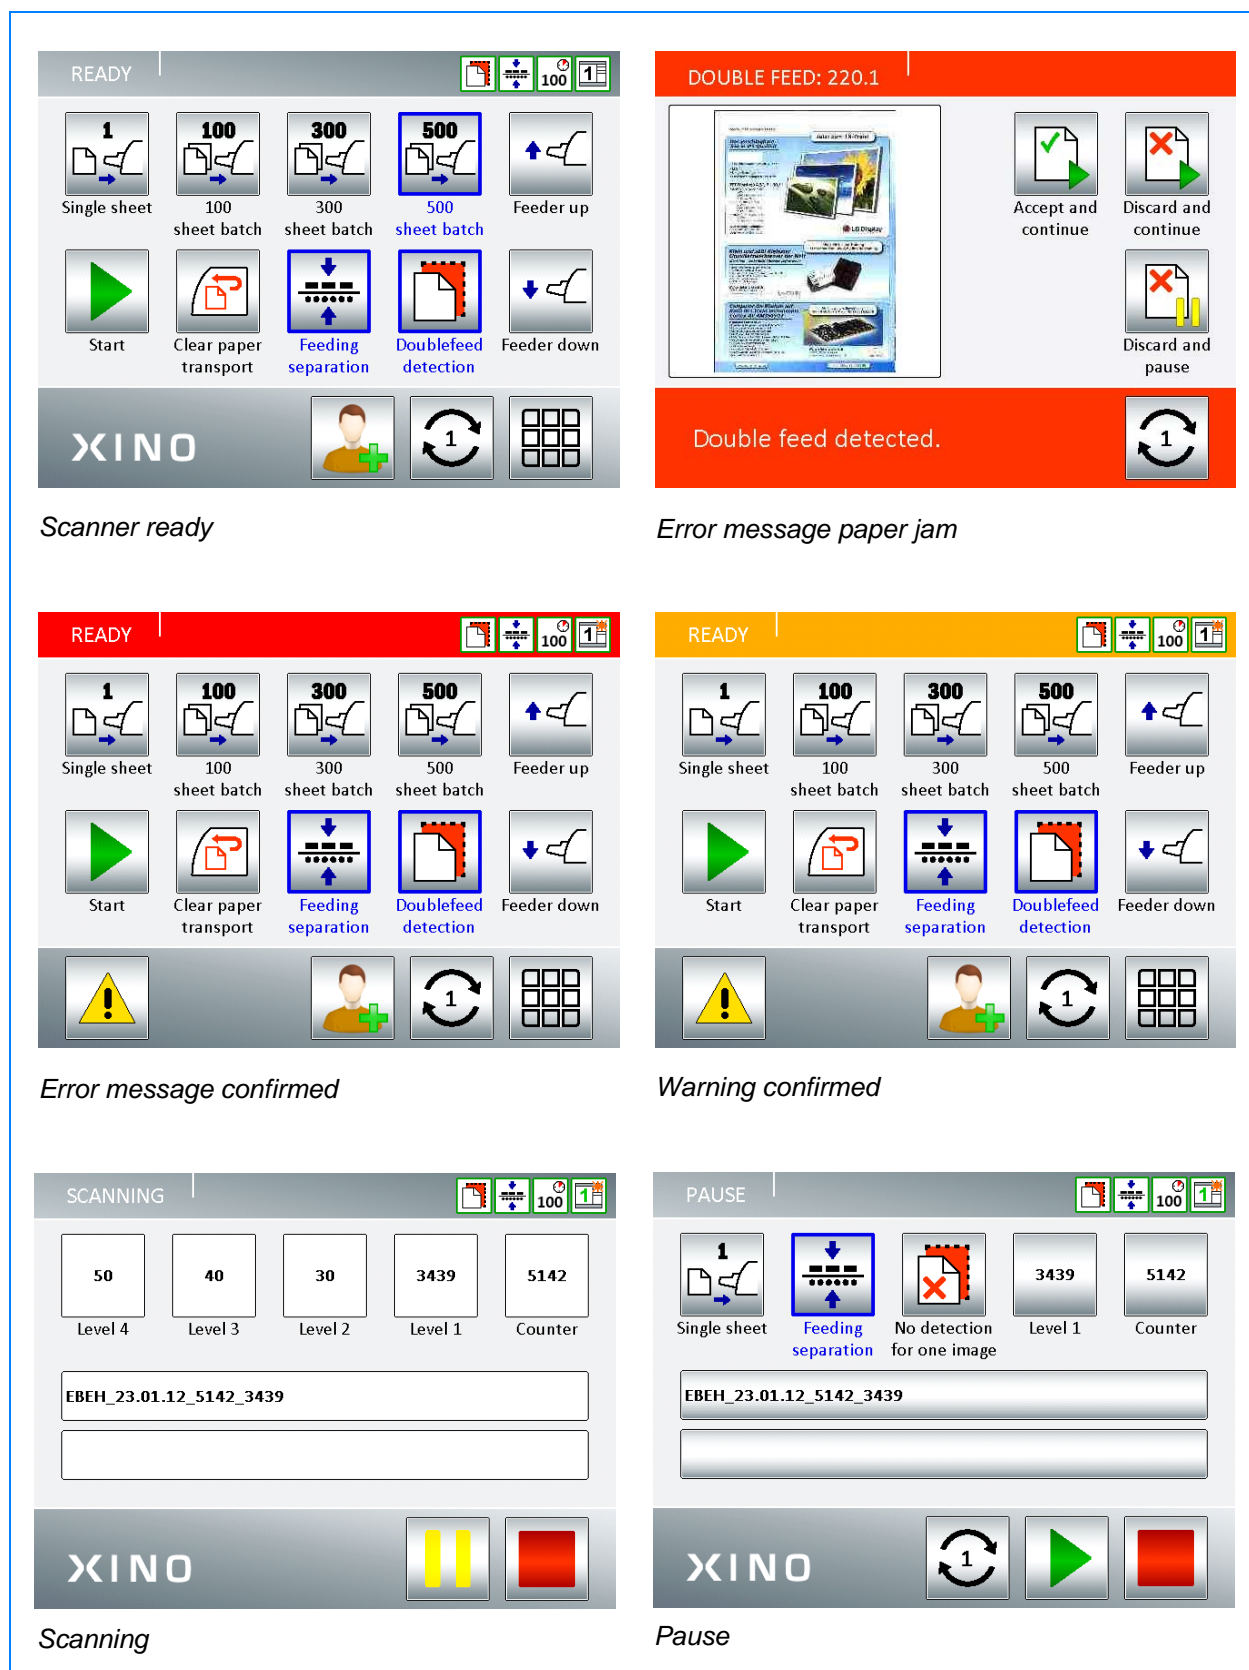 READY
100
1
1
100
300
500
Single sheet
100
sheet batch
300
sheet batch
500
sheet batch
Feeder up
Start
Clear paper
transport
Feeding
separation
Doublefeed
detection
Feeder down
XINO
1
Scanner ready
DOUBLE FEED: 220.1
LG Display
Accept and
continue
Discard and
continue
Discard and
pause
Double feed detected.
1
Error message paper jam
READY
100
1
1
100
300
500
Single sheet
100
sheet batch
300
sheet batch
500
sheet batch
Feeder up
Start
Clear paper
transport
Feeding
separation
Doublefeed
detection
Feeder down
1
Error message confirmed
READY
100
1
1
100
300
500
Single sheet
100
sheet batch
300
sheet batch
500
sheet batch
Feeder up
Start
Clear paper
transport
Feeding
separation
Doublefeed
detection
Feeder down
1
Warning confirmed
SCANNING
100
1
50
40
30
3439
5142
Level 4
Level 3
Level 2
Level 1
Counter
EBEH_23.01.12_5142_3439
XINO
Scanning
PAUSE
100
1
1
3439
5142
Single sheet
Feeding
separation
No detection
for one image
Level 1
Counter
EBEH_23.01.12_5142_3439
XINO
1
Pause